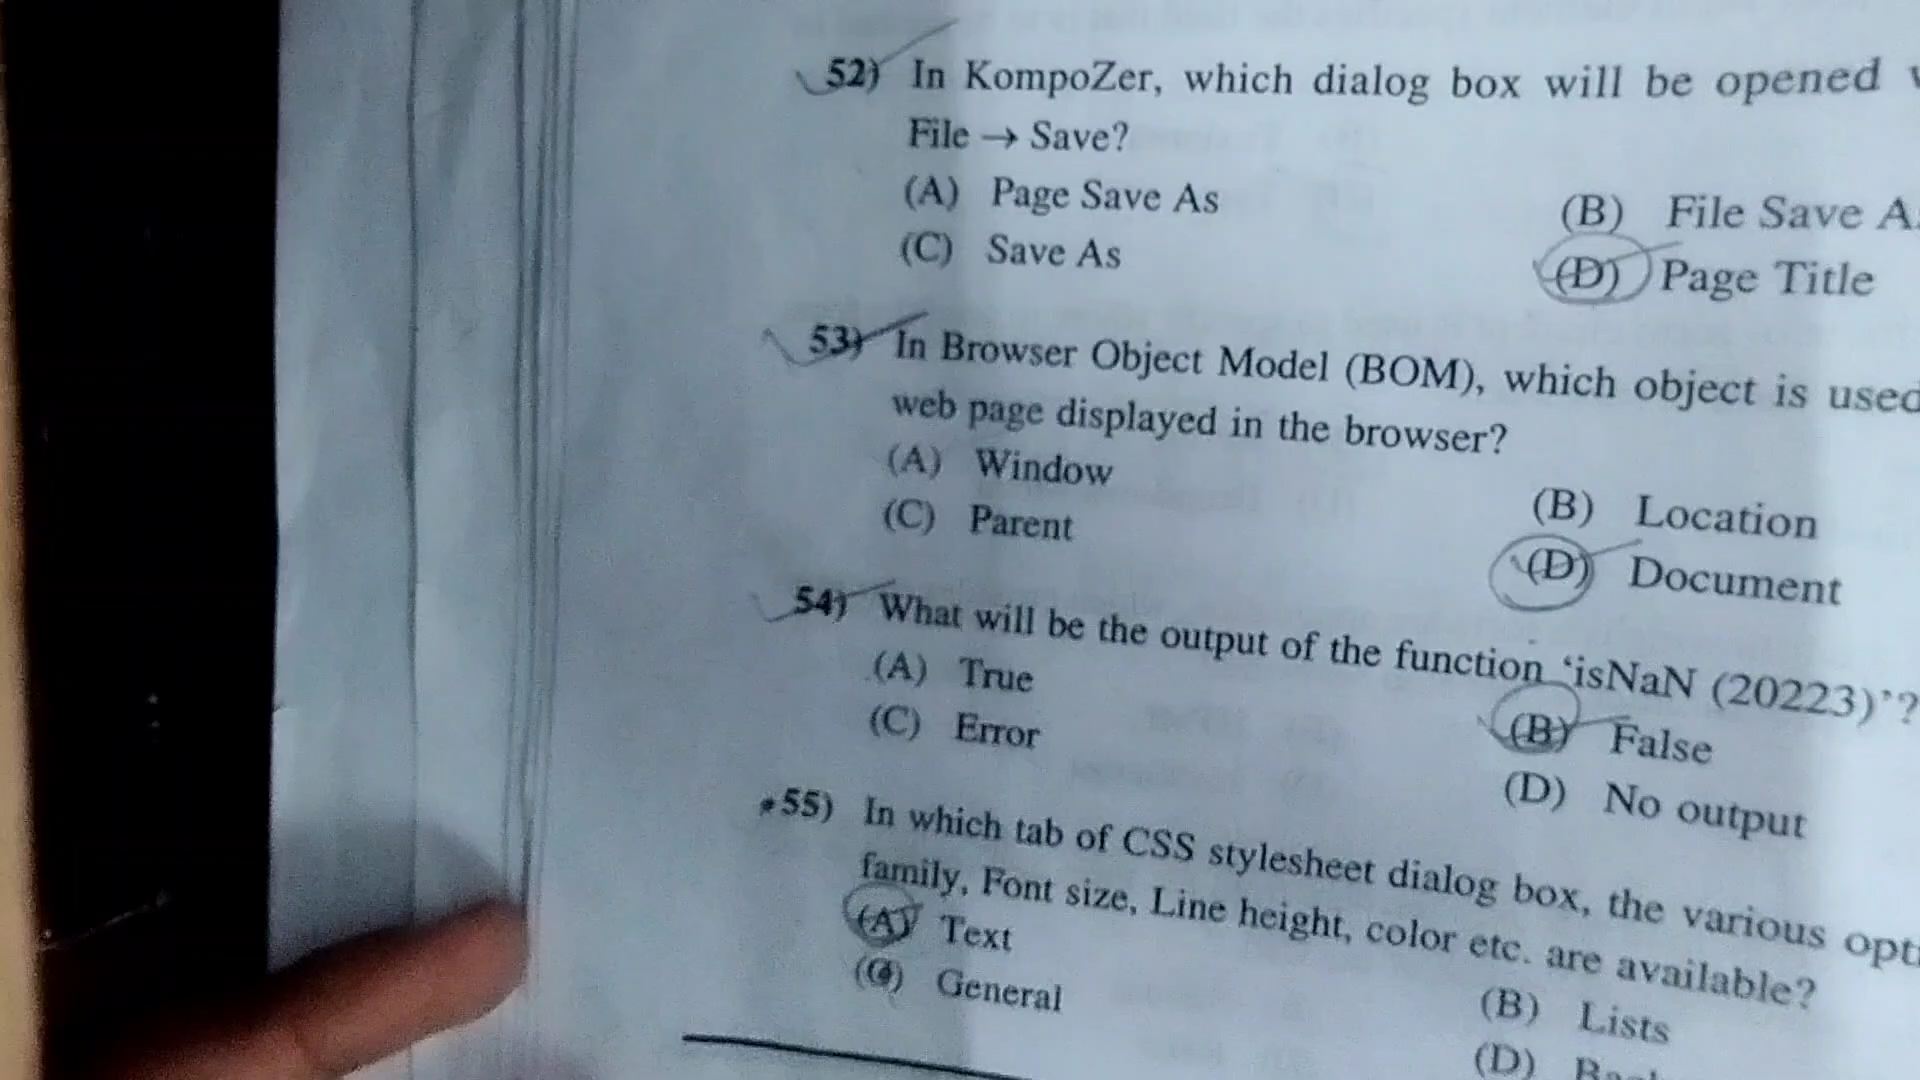 52) In KompoZer, which dialog box will be opened
File → Save?
(A) Page Save As
(B) File Save A
(C) Save As
(D) Page Title
53) In Browser Object Model (BOM), which object is used
web page displayed in the browser?
(A) Window
(B) Location
(C) Parent
(D) Document
54) What will be the output of the function 'isNaN (20223)'?
(A) True
(B) False
(C) Error
(D) No output
55) In which tab of CSS stylesheet dialog box, the various opti
family, Font size, Line height, color etc. are available?
(A) Text
(B) Lists
(C) General
(D)